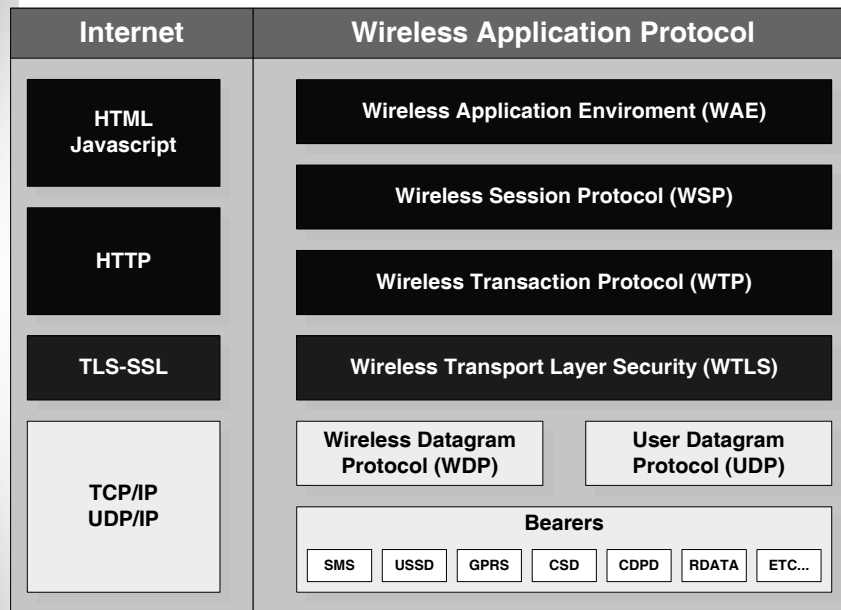 Internet
Wireless Application Protocol
HTML
Javascript
HTTP
TLS-SSL
TCP/IP
UDP/IP
Wireless Application Enviroment (WAE)
Wireless Session Protocol (WSP)
Wireless Transaction Protocol (WTP)
Wireless Transport Layer Security (WTLS)
Wireless Datagram
Protocol (WDP)
User Datagram
Protocol (UDP)
Bearers
SMS
USSD
GPRS
CSD
CDPD
RDATA
ETC...